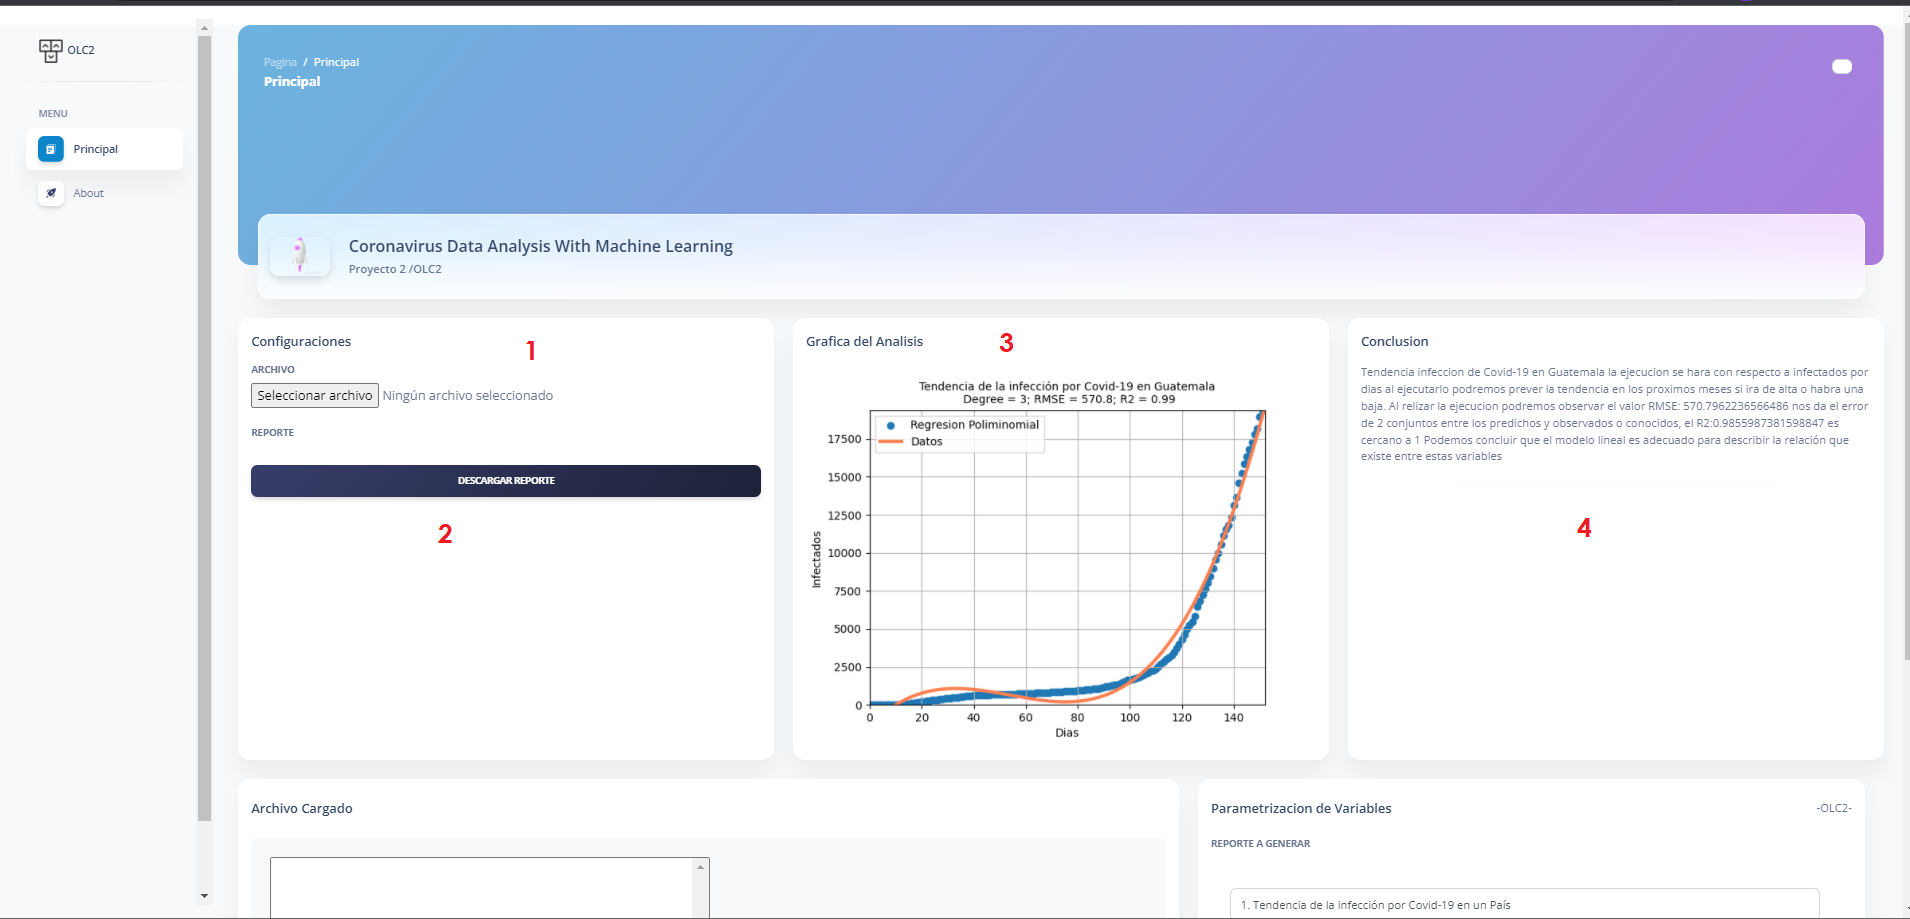 OLC2
MENU
Principal
About
Pagina / Principal
Principal
Coronavirus Data Analysis With Machine Learning
Proyecto 2 /OLC2
Configuraciones
1
ARCHIVO
Seleccionar archivo Ningún archivo seleccionado
REPORTE
DESCARGAR REPORTE
2
Grafica del Analisis
3
Tendencia de la infección por Covid-19 en Guatemala
Degree = 3; RMSE = 570.8; R2 = 0.99
Regresion Poliminomial
Datos
Infectados
17500
15000
12500
10000
7500
5000
2500
0
0 20 40 60 80 100 120 140
Dias
Conclusion
Tendencia infeccion de Covid-19 en Guatemala la ejecucion se hara con respecto a infectados por
dias al ejecutarlo podremos prever la tendencia en los proximos meses si ira de alta o habra una
baja. Al relizar la ejecucion podremos observar el valor RMSE: 570.7962236566486 nos da el error
de 2 conjuntos entre los predichos y observados o conocidos, el R2:0.9855987381598847 es
cercano a 1 Podemos concluir que el modelo lineal es adecuado para describir la relación que
existe entre estas variables
4
Archivo Cargado
Parametrizacion de Variables
-OLC2-
REPORTE A GENERAR
1. Tendencia de la infección por Covid-19 en un País